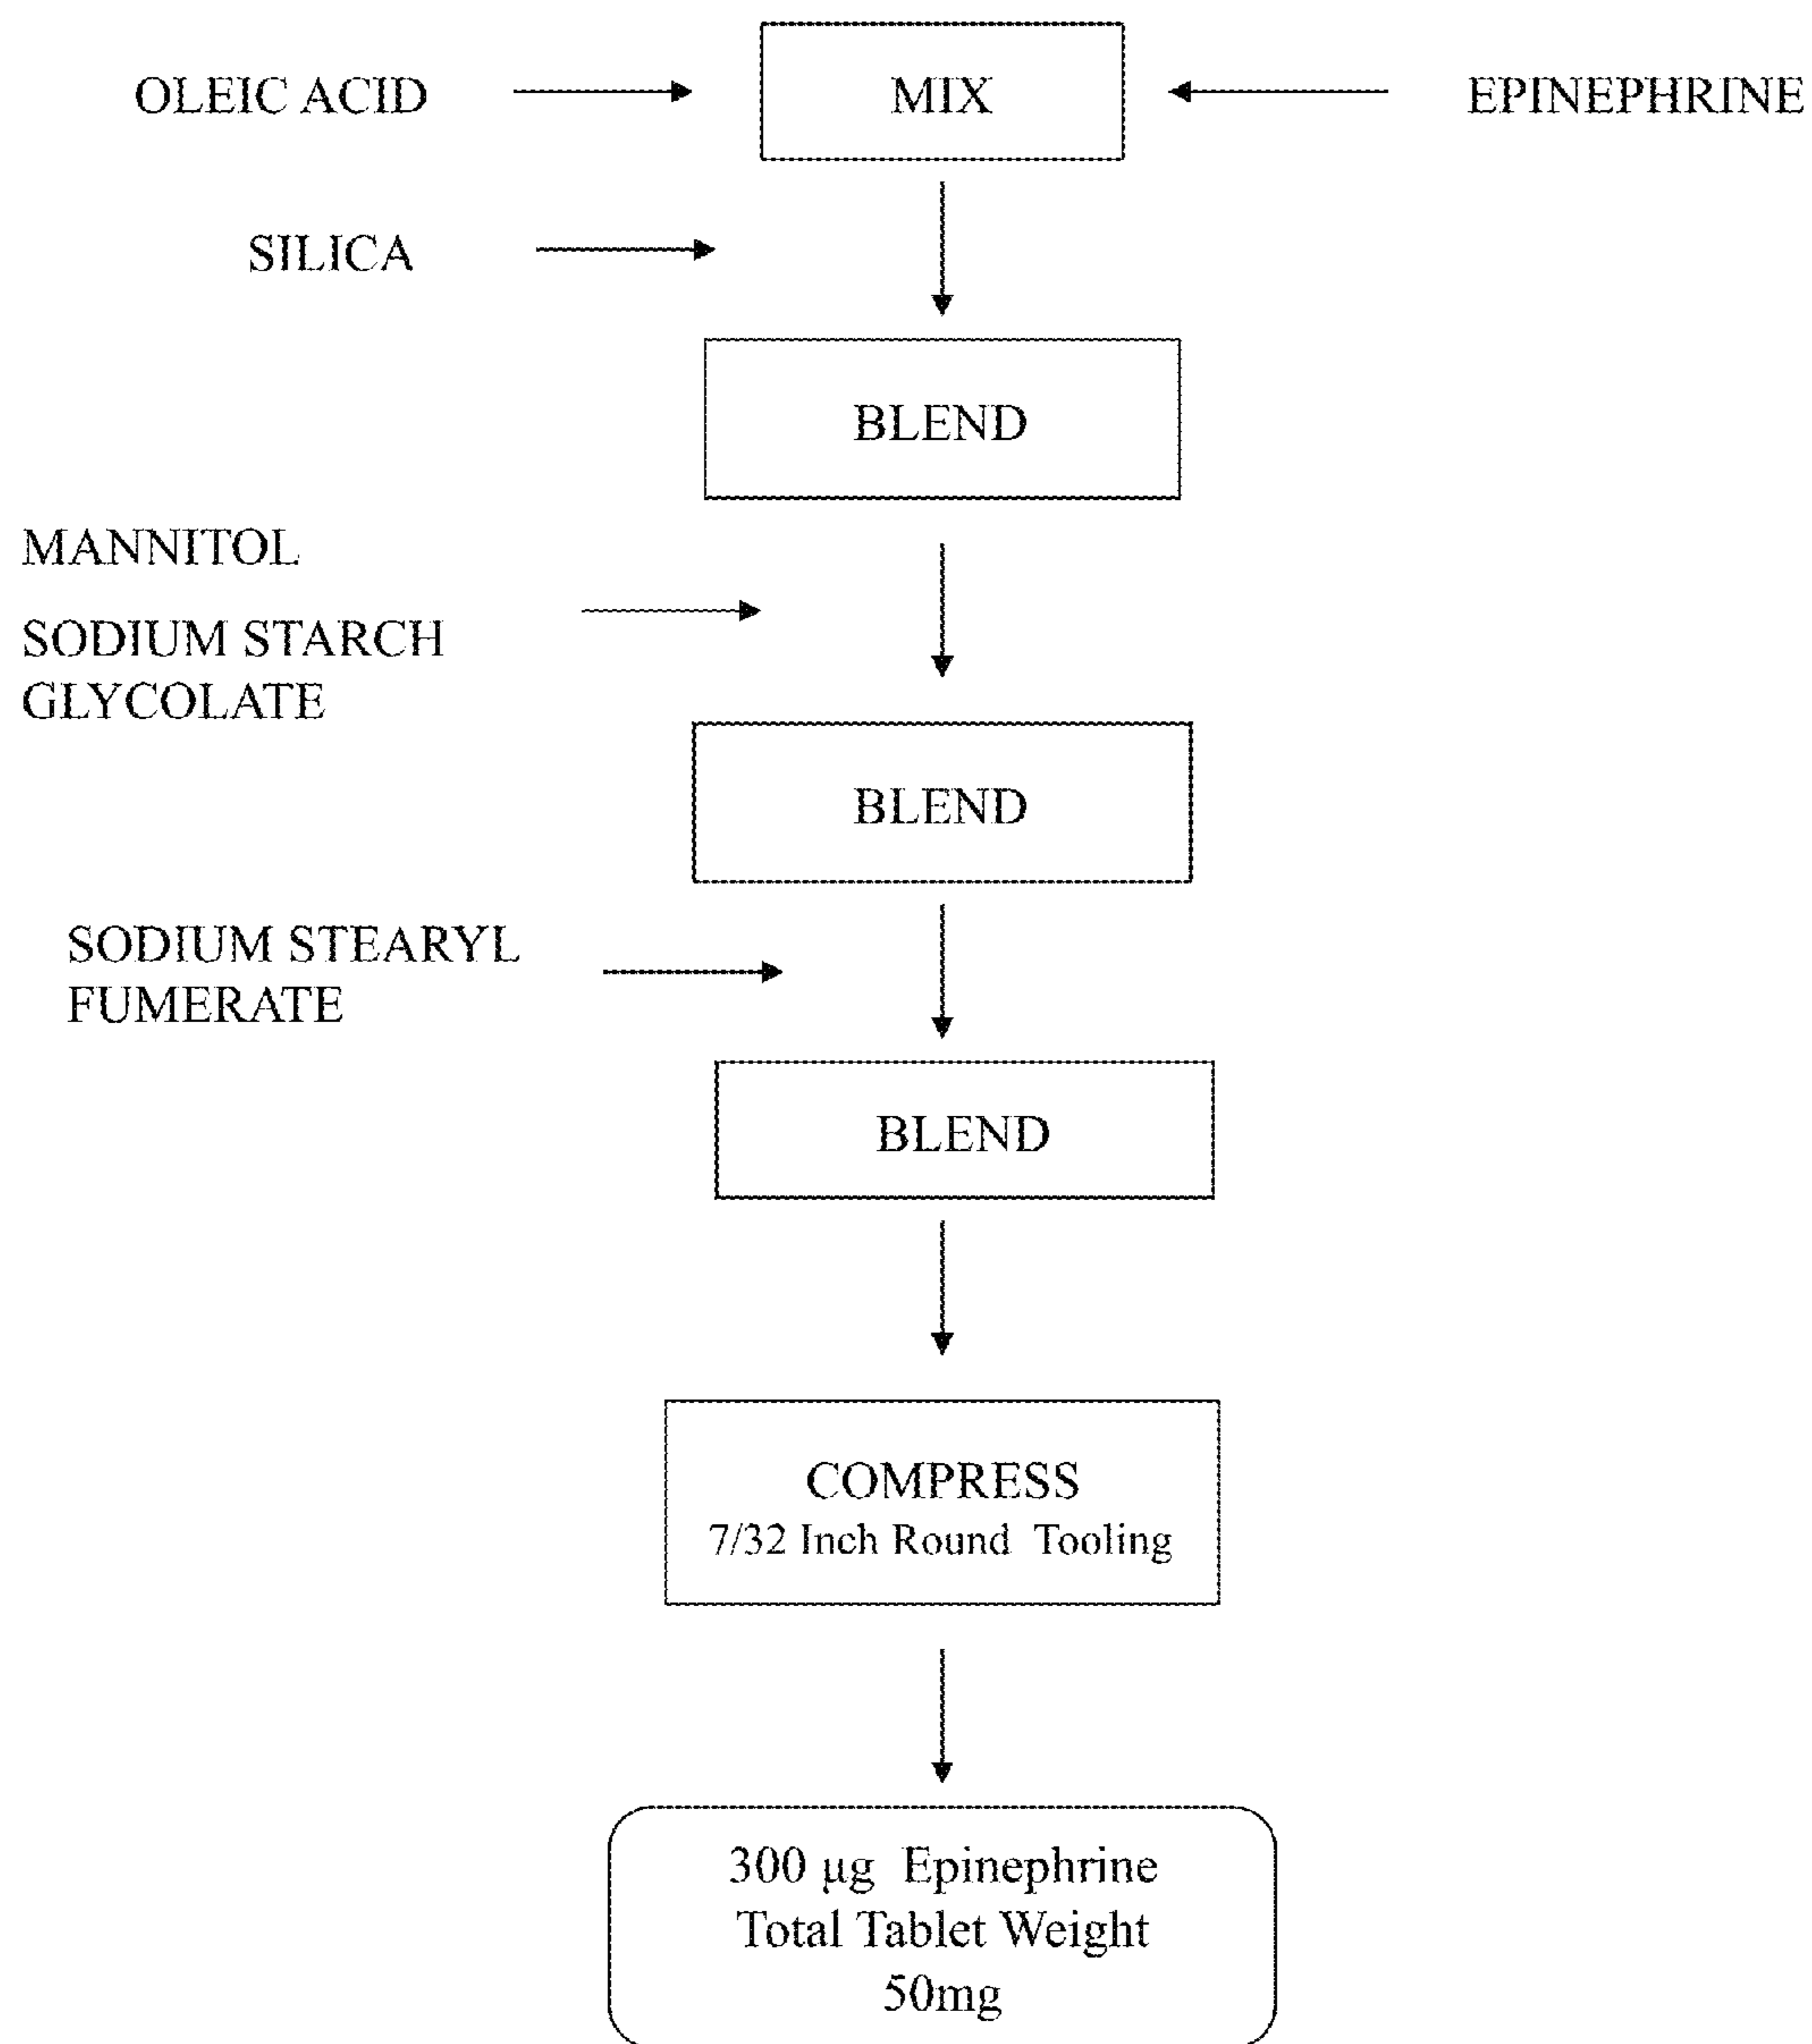 OLEIC ACID
MIX
EPINEPHRINE
SILICA
BLEND
MANNITOL
SODIUM STARCH
GLYCOLATE
BLEND
SODIUM STEARYL
FUMERATE
BLEND
COMPRESS
7/32 Inch Round Tooling
300 µg Epinephrine
Total Tablet Weight
50mg